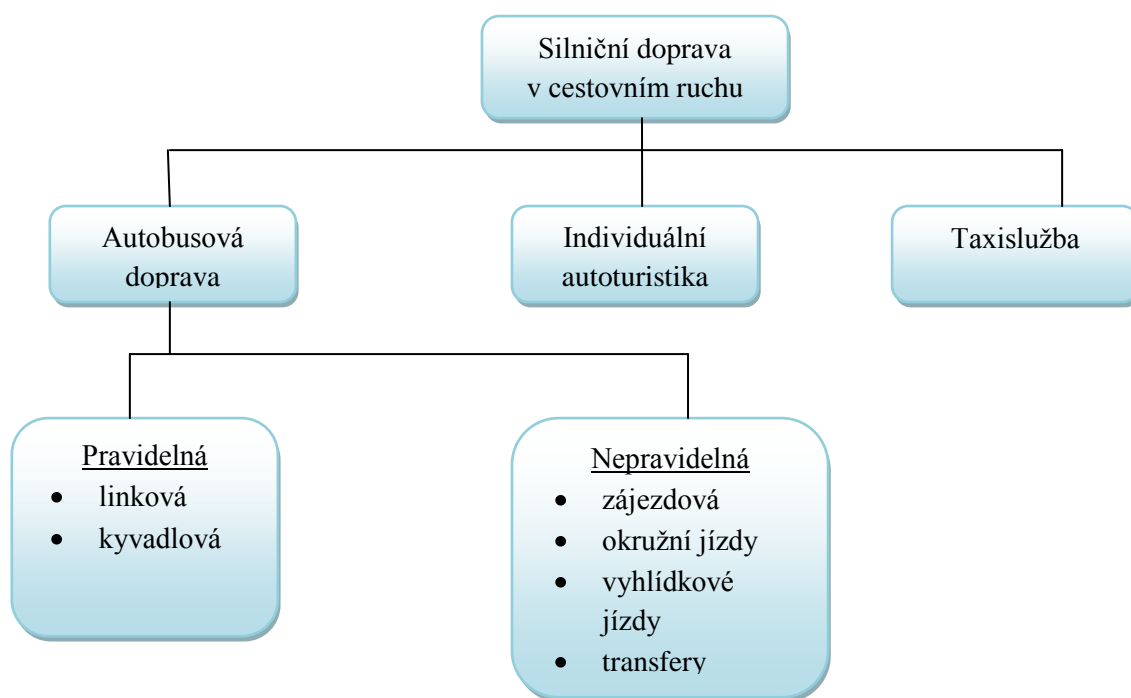 Silniční doprava
v cestovním ruchu
Autobusová
doprava
Individuální
autoturistika
Taxislužba
Pravidelná
• linková
• kyvadlová
Nepravidelná
• zájezdová
• okružní jízdy
• vyhlídkové
jízdy
• transfery